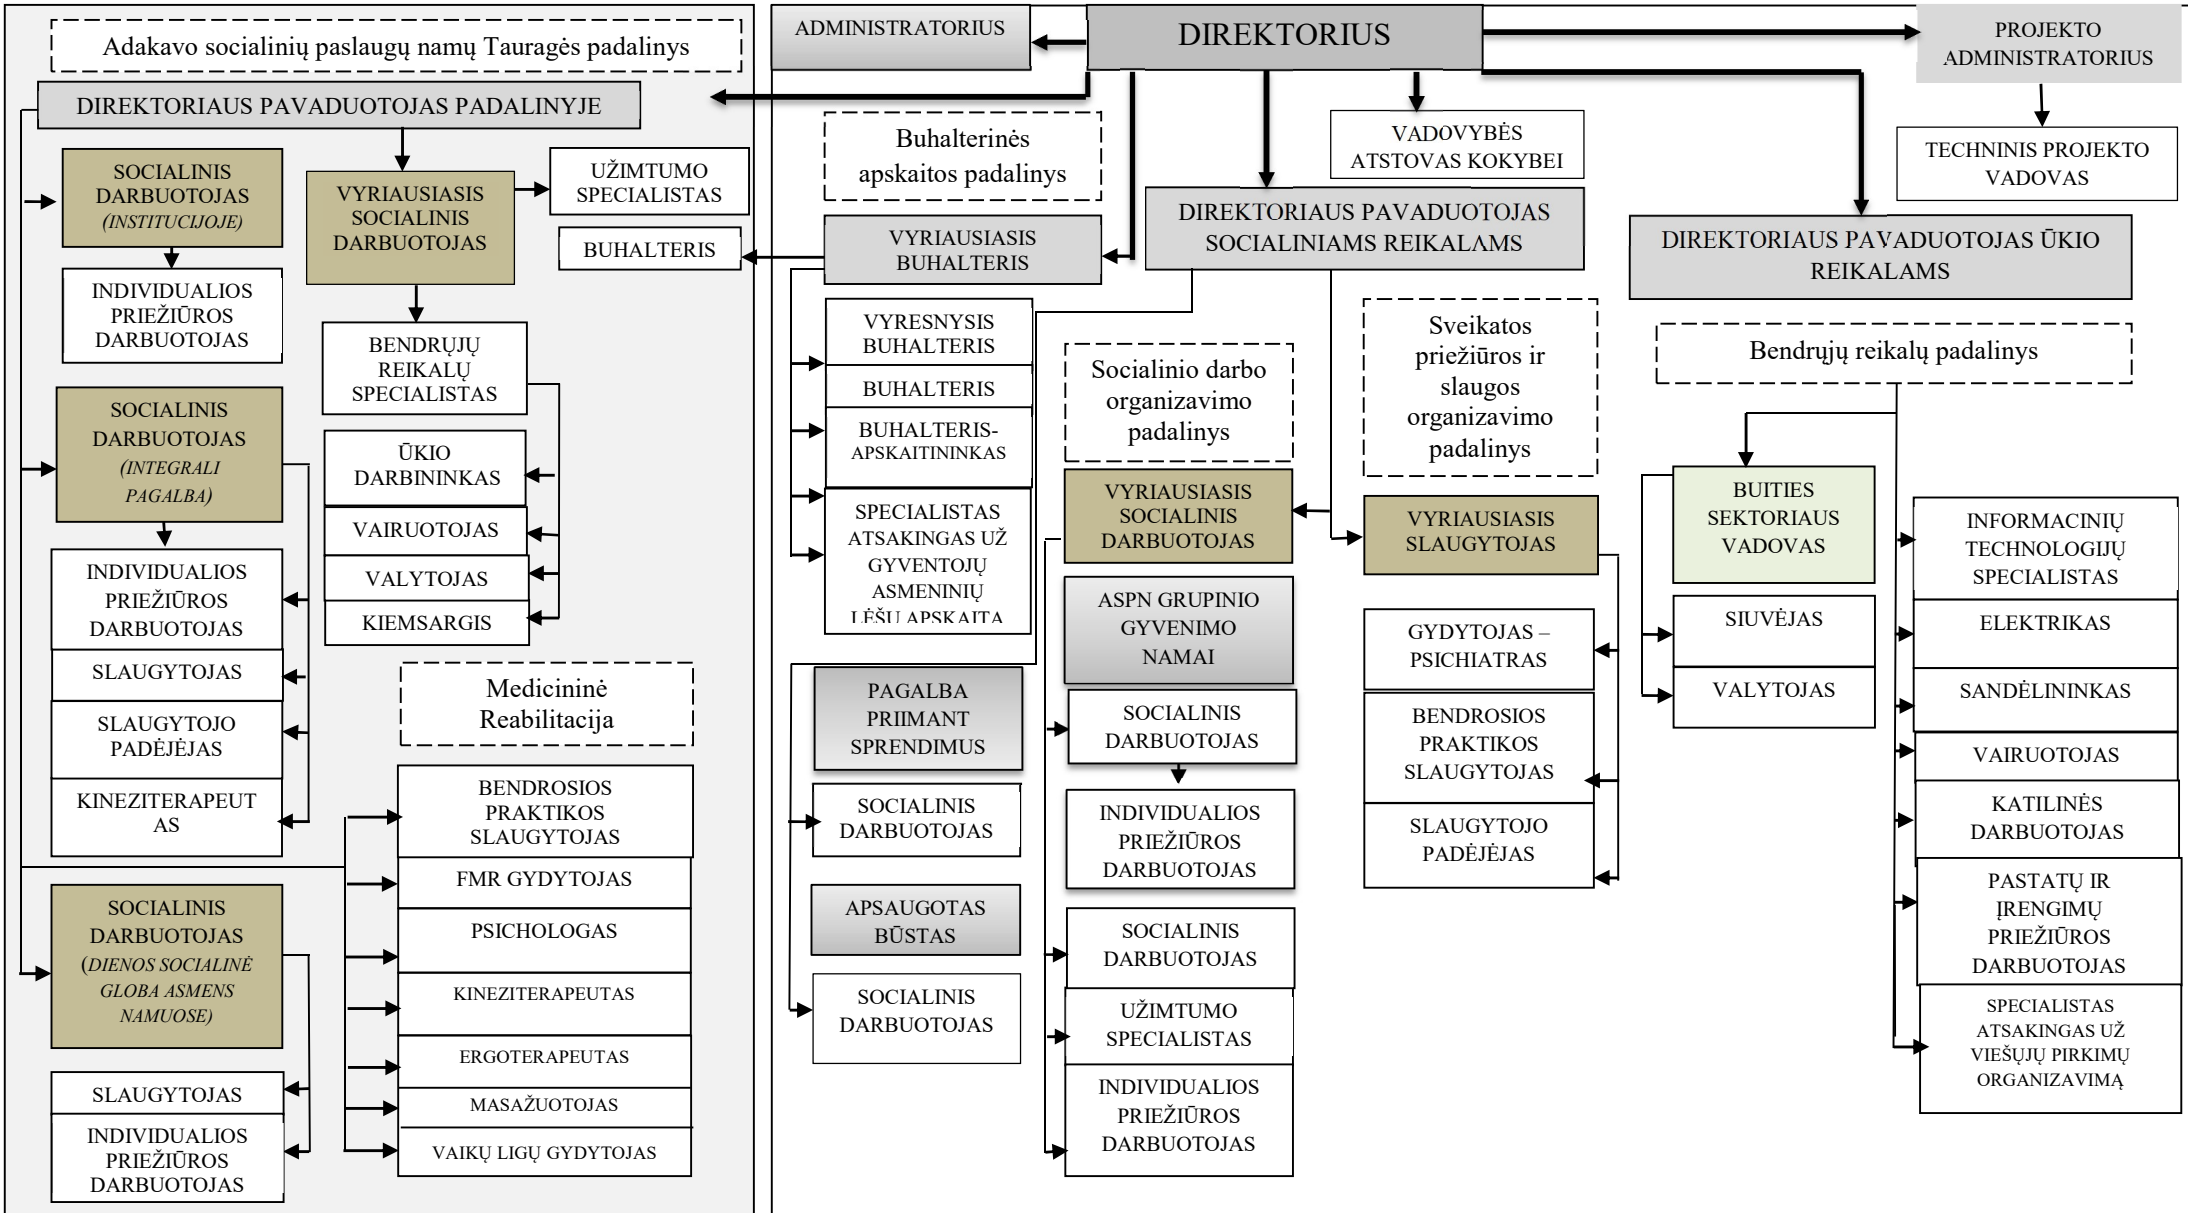 Adakavo socialinių paslaugų namų Tauragės padalinys
DIREKTORIAUS PAVADUOTOJAS PADALINYJE
SOCIALINIS
DARBUOTOJAS
(INSTITUCIJOJE)
INDIVIDUALIOS
PRIEŽIŪROS
DARBUOTOJAS
VYRIAUSIASIS
SOCIALINIS
DARBUOTOJAS
UŽIMTUMO
SPECIALISTAS
BUHALTERIS
BENDRŲJŲ
REIKALŲ
SPECIALISTAS
ŪKIO
DARBININKAS
VAIRUOTOJAS
VALYTOJAS
KIEMSARGIS
SOCIALINIS
DARBUOTOJAS
(INTEGRALI
PAGALBA)
INDIVIDUALIOS
PRIEŽIŪROS
DARBUOTOJAS
SLAUGYTOJAS
SLAUGYTOJO
PADĖJĖJAS
KINEZITERAPEUT
AS
SOCIALINIS
DARBUOTOJAS
(DIENOS SOCIALINĖ
GLOBA ASMENS
NAMUOSE)
SLAUGYTOJAS
INDIVIDUALIOS
PRIEŽIŪROS
DARBUOTOJAS
Medicininė
Reabilitacija
BENDROSIOS
PRAKTIKOS
SLAUGYTOJAS
FMR GYDYTOJAS
PSICHOLOGAS
KINEZITERAPEUTAS
ERGOTERAPEUTAS
MASAŽUOTOJAS
VAIKŲ LIGŲ GYDYTOJAS
ADMINISTRATORIUS
DIREKTORIUS
PROJEKTO
ADMINISTRATORIUS
TECHNINIS PROJEKTO
VADOVAS
VADOVYBĖS
ATSTOVAS KOKYBEI
Buhalterinės
apskaitos padalinys
VYRIAUSIASIS
BUHALTERIS
VYRESNYSIS
BUHALTERIS
BUHALTERIS
BUHALTERIS-
APSKAITININKAS
SPECIALISTAS
ATSAKINGAS UŽ
GYVENTOJŲ
ASMENINIŲ
LĖŠŲ APSKAITĄ
DIREKTORIAUS PAVADUOTOJAS
SOCIALINIAMS REIKALAMS
PAGALBA
PRIIMANT
SPRENDIMUS
SOCIALINIS
DARBUOTOJAS
APSAUGOTAS
BŪSTAS
SOCIALINIS
DARBUOTOJAS
Socialinio darbo
organizavimo
padalinys
VYRIAUSIASIS
SOCIALINIS
DARBUOTOJAS
ASPN GRUPINIO
GYVENIMO
NAMAI
SOCIALINIS
DARBUOTOJAS
INDIVIDUALIOS
PRIEŽIŪROS
DARBUOTOJAS
SOCIALINIS
DARBUOTOJAS
UŽIMTUMO
SPECIALISTAS
INDIVIDUALIOS
PRIEŽIŪROS
DARBUOTOJAS
Sveikatos
priežiūros ir
slaugos
organizavimo
padalinys
VYRIAUSIASIS
SLAUGYTOJAS
GYDYTOJAS –
PSICHIATRAS
BENDROSIOS
PRAKTIKOS
SLAUGYTOJAS
SLAUGYTOJO
PADĖJĖJAS
DIREKTORIAUS PAVADUOTOJAS ŪKIO
REIKALAMS
Bendrųjų reikalų padalinys
BUITIES
SEKTORIAUS
VADOVAS
SIUVĖJAS
VALYTOJAS
INFORMACINIŲ
TECHNOLOGIJŲ
SPECIALISTAS
ELEKTRIKAS
SANDĖLININKAS
VAIRUOTOJAS
KATILINĖS
DARBUOTOJAS
PASTATŲ IR
ĮRENGIMŲ
PRIEŽIŪROS
DARBUOTOJAS
SPECIALISTAS
ATSAKINGAS UŽ
VIEŠŲJŲ PIRKIMŲ
ORGANIZAVIMĄ